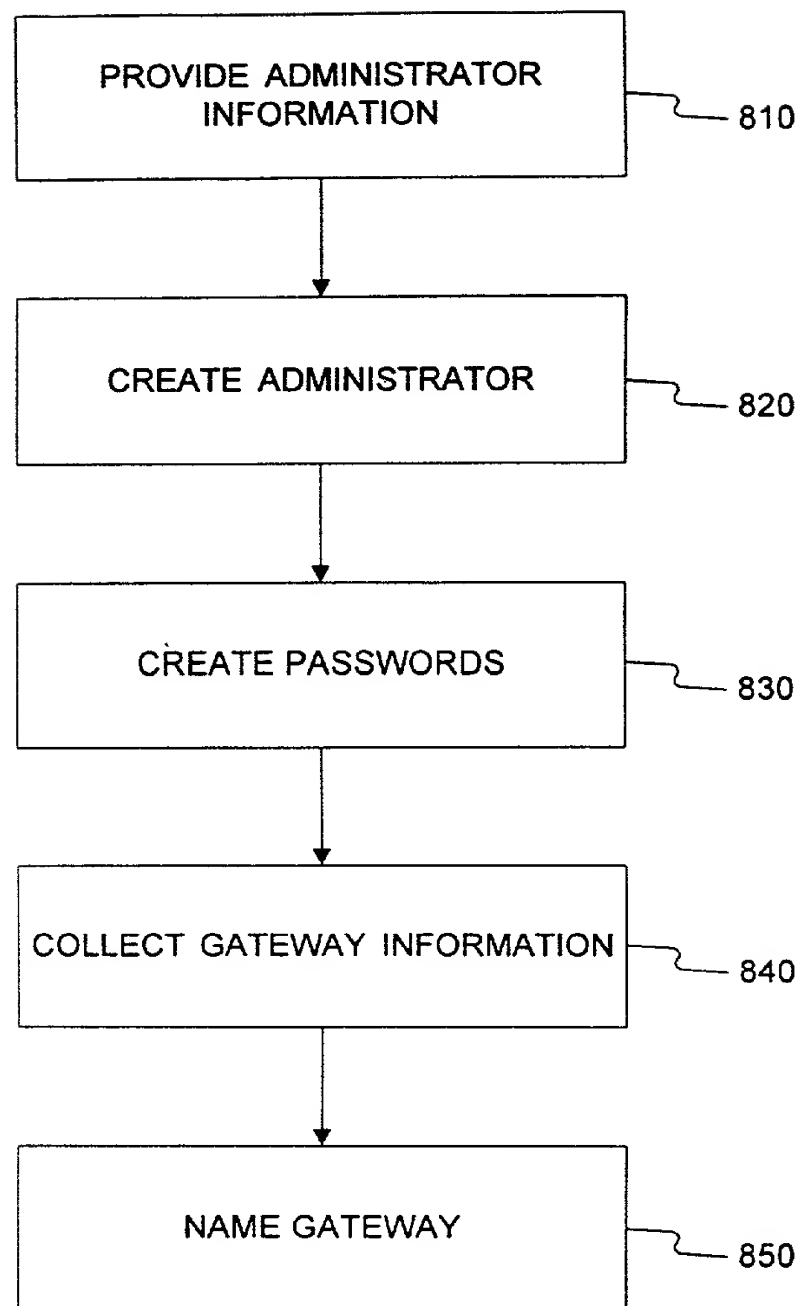 PROVIDE ADMINISTRATOR
INFORMATION
810
CREATE ADMINISTRATOR
820
CREATE PASSWORDS
830
COLLECT GATEWAY INFORMATION
840
NAME GATEWAY
850